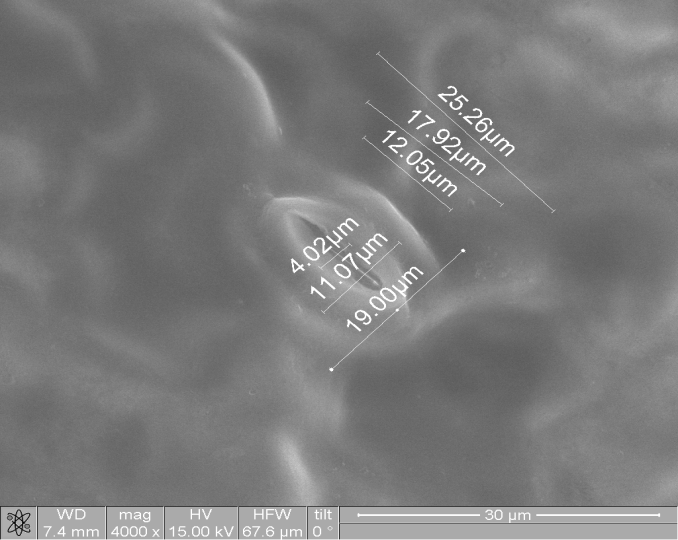 25.26µm
17.92µm
12.05µm
4.02µm
11.07µm
19.00µm
WD mag HV HFW tilt
7.4 mm 4000 x 15.00 kV 67.6 µm 0 °
30 µm